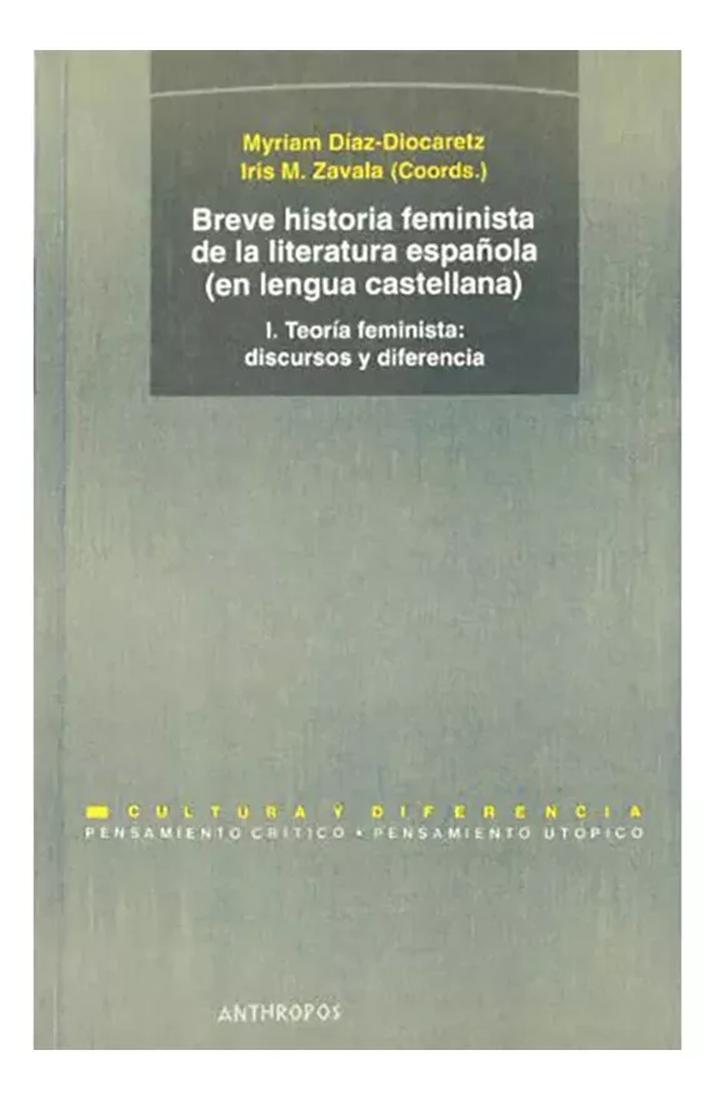 Myriam Díaz-Diocaretz
Iris M. Zavala (Coords.)
Breve historia feminista
de la literatura española
(en lengua castellana)
I. Teoría feminista:
discursos y diferencia
CULTURA Y DIFERENCIA
PENSAMIENTO CRÍTICO • PENSAMIENTO UTÓPICO
ANTHROPOS